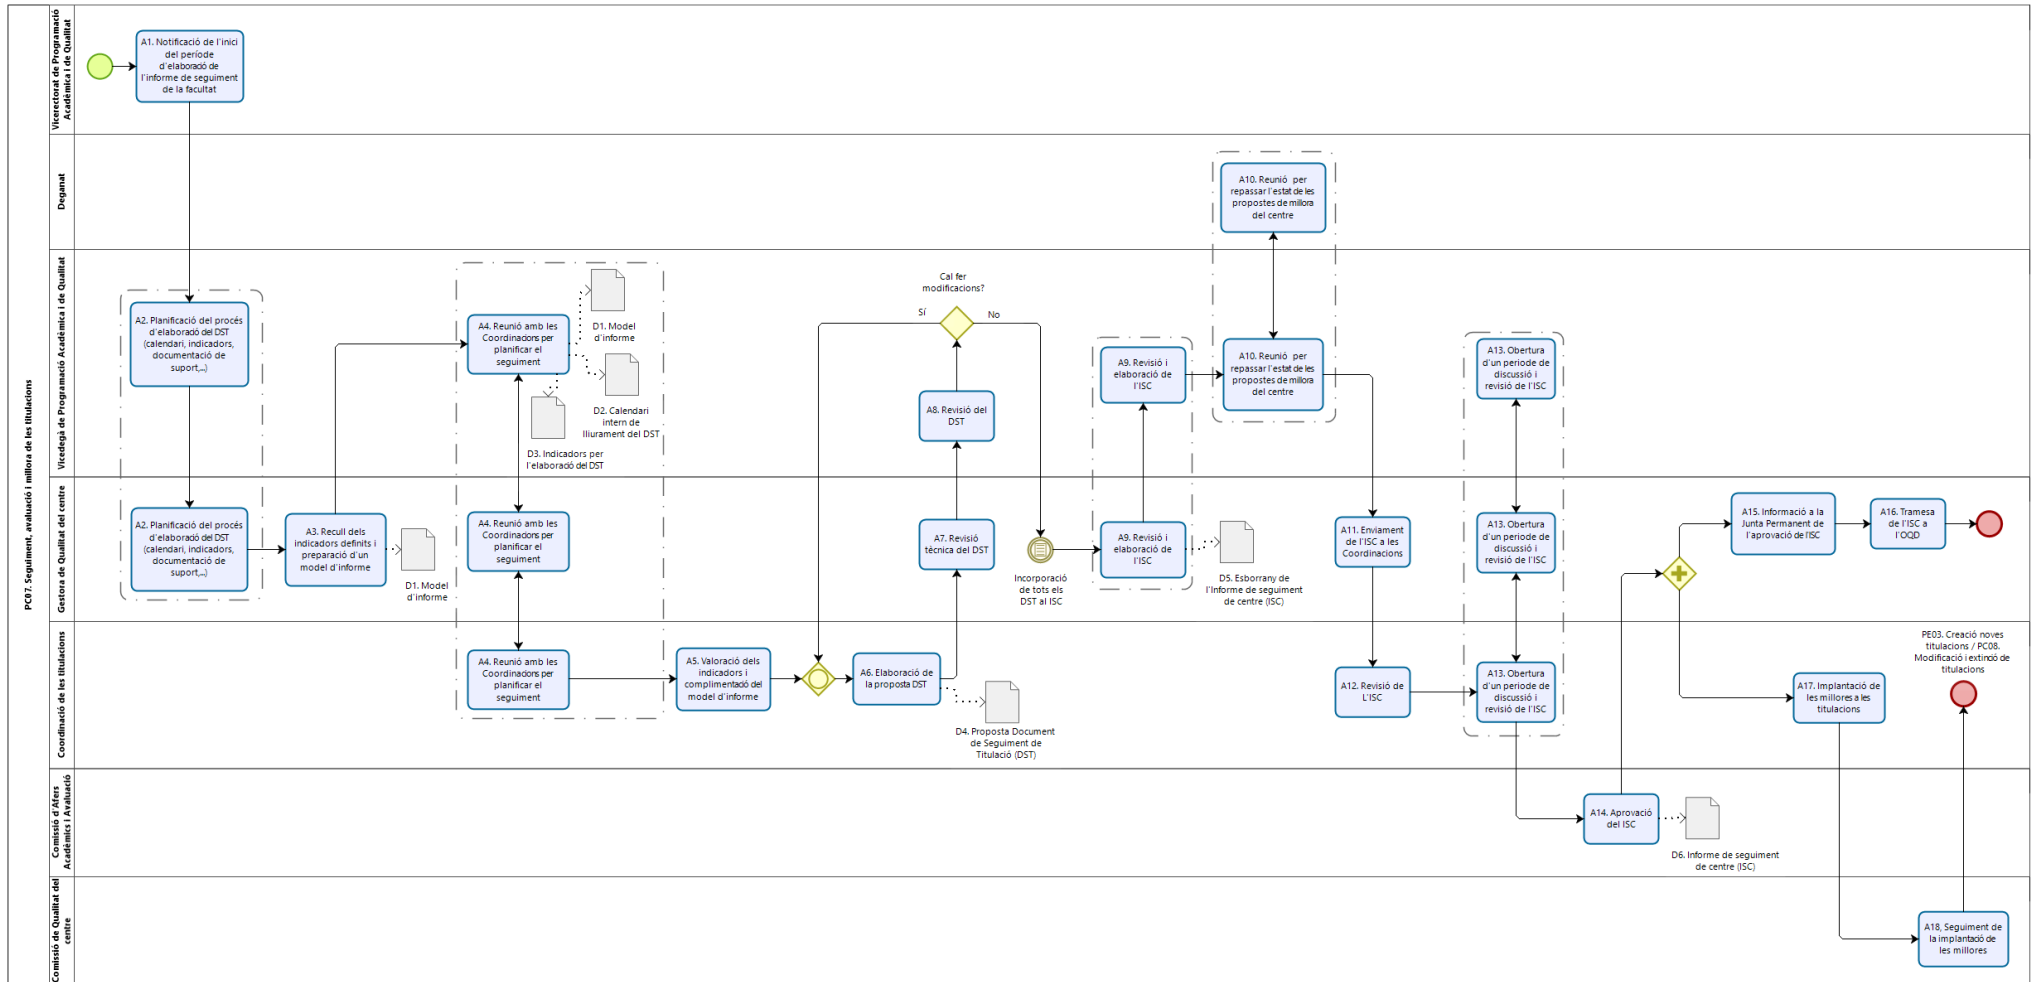 PC07. Seguiment, avaluació i millora de les titulacions
Vicerectorat de Programació
Acadèmica i de Qualitat
A1. Notificació de l'inici
del període
d'elaboració de
l'informe de seguiment
de la facultat
Deganat
A10. Reunió per
repassar l'estat de les
propostes de millora
del centre
Vicedegà de Programació Acadèmica i de Qualitat
A2. Planificació del procés
d'elaboració del DST
(calendari, indicadors,
documentació de
suport,...)
A4. Reunió amb les
Coordinadons per
planificar el
seguiment
D1. Model
d'informe
D2. Calendari
intern de
lliurament del DST
D3. Indicadors per
l'elaboració del DST
Cal fer
modificacions?
Sí
No
A8. Revisió del
DST
A9. Revisió i
elaboració de
l'ISC
A10. Reunió per
repassar l'estat de les
propostes de millora
del centre
A13. Obertura
d'un periode de
discussió i
revisió de l'ISC
Gestora de Qualitat del centre
A2. Planificació del procés
d'elaboració del DST
(calendari, indicadors,
documentació de
suport,...)
A3. Recull dels
indicadors definits i
preparació d'un
model d'informe
D1. Model
d'informe
A4. Reunió amb les
Coordinadons per
planificar el
seguiment
A7. Revisió
tècnica del DST
Incorporació
de tots els
DST al ISC
A9. Revisió i
elaboració de
l'ISC
D5. Esborrany de
l'Informe de seguiment
de centre (ISC)
A11. Enviament
de l'ISC a les
Coordinacions
A13. Obertura
d'un periode de
discussió i
revisió de l'ISC
A15. Informació a la
Junta Permanent de
l'aprovació de l'ISC
A16. Tramesa
de l'ISC a
l'OQD
Coordinació de les titulacions
A4. Reunió amb les
Coordinadons per
planificar el
seguiment
A5. Valoració dels
indicadors i
complimentadó del
model d'informe
A6. Elaboració de
la proposta DST
D4. Proposta Document
de Seguiment de
Titulació (DST)
A12. Revisió de
L'ISC
A13. Obertura
d'un periode de
discussió i
revisió de l'ISC
A17. Implantació de
les millores a les
titulacions
PE03. Creació noves
titulacions / PC08.
Modificació i extinció de
titulacions
Comissió d'Afers
Acadèmics i Avaluació
A14. Aprovació
del ISC
D6. Informe de seguiment
de centre (ISC)
Comissió de Qualitat del
centre
A18, Seguiment de
la implantació de
les millores